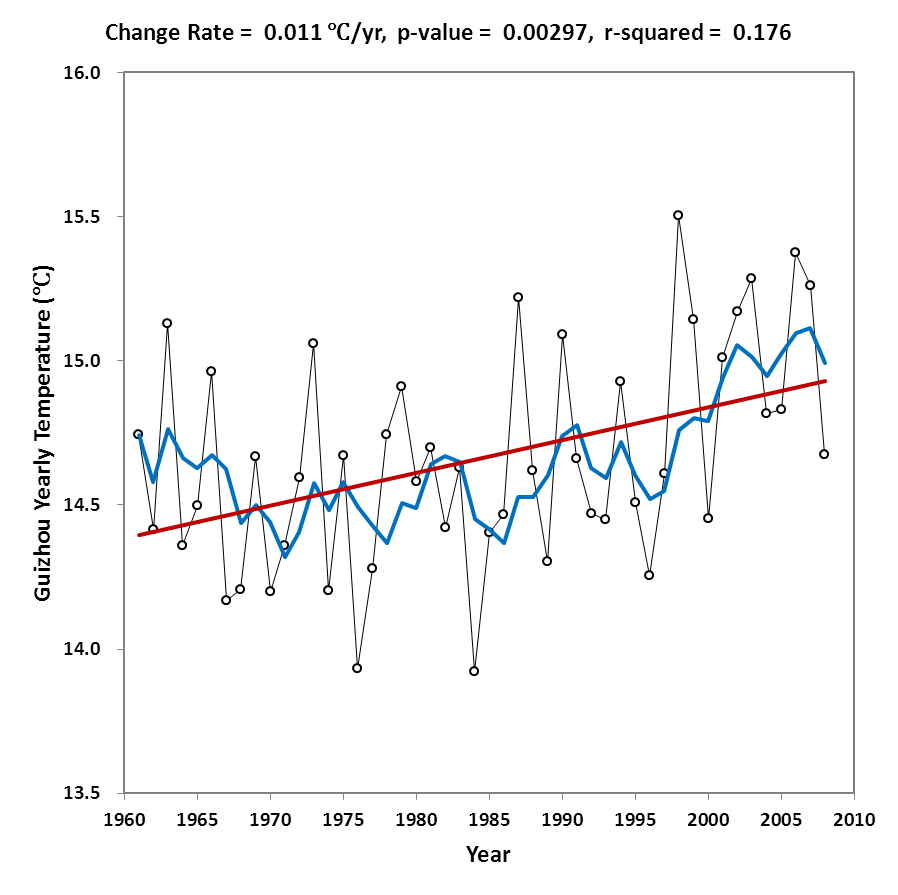 Change Rate = 0.011 ℃/yr, p-value = 0.00297, r-squared = 0.176
16.0
15.5
15.0
14.5
14.0
13.5
Guizhou Yearly Temperature (℃)
1960 1965 1970 1975 1980 1985 1990 1995 2000 2005 2010
Year